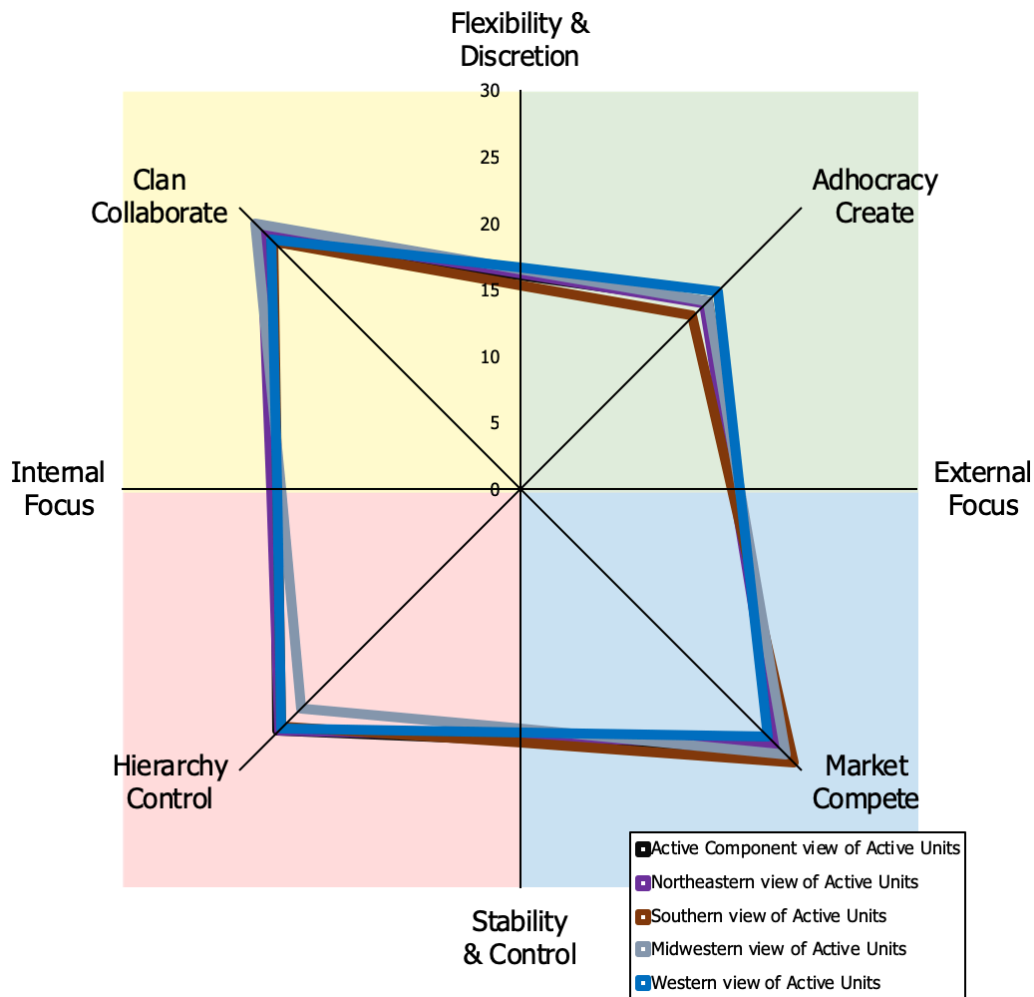 Flexibility &
Discretion
30
25
20
15
10
5
0
Clan
Collaborate
Adhocracy
Create
Internal
Focus
External
Focus
Hierarchy
Control
Market
Compete
Stability
& Control
Active Component view of Active Units
Northeastern view of Active Units
Southern view of Active Units
Midwestern view of Active Units
Western view of Active Units